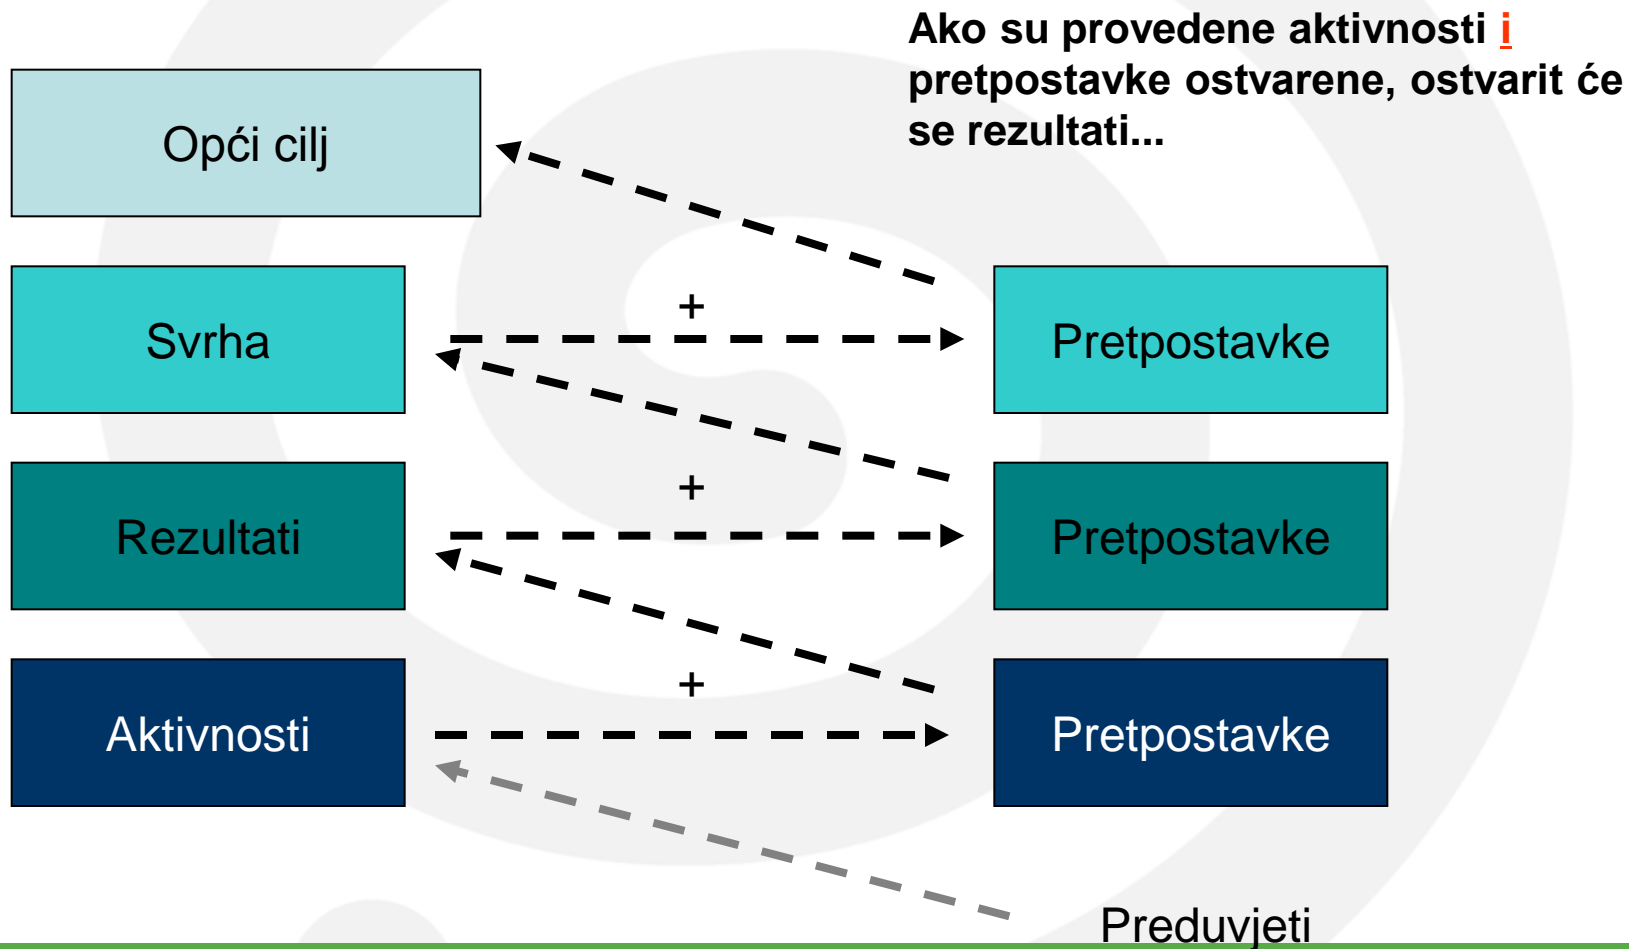 Ako su provedene aktivnosti i
pretpostavke ostvarene, ostvarit će
se rezultati...
Opći cilj
+
Svrha
Pretpostavke
+
Rezultati
Pretpostavke
+
Aktivnosti
Pretpostavke
Preduvjeti